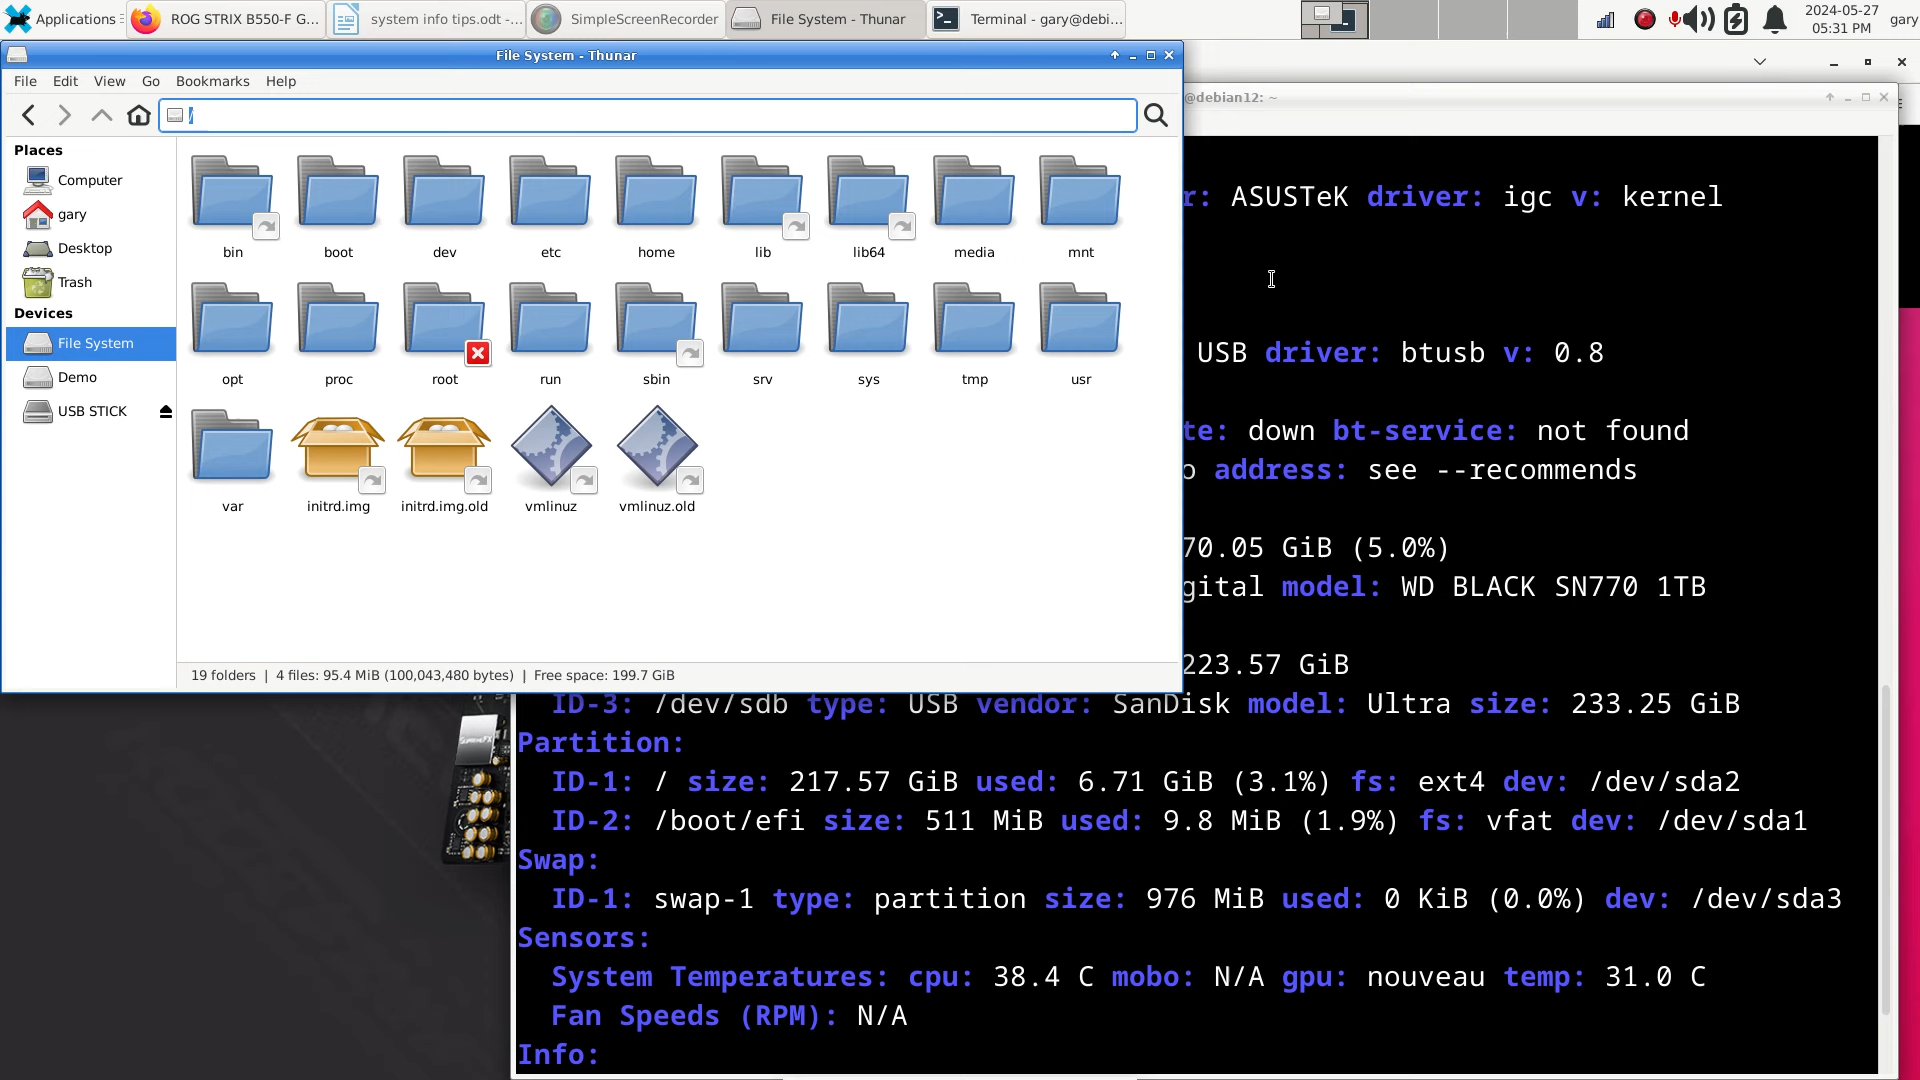 Applications
ROG STRIX B550-F G...
system info tips.odt -...
SimpleScreenRecorder
File System - Thunar
Terminal - gary@debi...
2024-05-27
05:31 PM
gary
File System - Thunar
File Edit View Go Bookmarks Help
/
Places
Computer
gary
Desktop
Trash
Devices
File System
Demo
USB STICK
bin boot dev etc home lib lib64 media mnt
opt proc root run sbin srv sys tmp usr
var initrd.img initrd.img.old vmlinuz vmlinuz.old
19 folders | 4 files: 95.4 MiB (100,043,480 bytes) | Free space: 199.7 GiB
@debian12: ~
r: ASUSTeK driver: igc v: kernel
USB driver: btusb v: 0.8
te: down bt-service: not found
o address: see --recommends
70.05 GiB (5.0%)
gital model: WD BLACK SN770 1TB
223.57 GiB
ID-3: /dev/sdb type: USB vendor: SanDisk model: Ultra size: 233.25 GiB
Partition:
ID-1: / size: 217.57 GiB used: 6.71 GiB (3.1%) fs: ext4 dev: /dev/sda2
ID-2: /boot/efi size: 511 MiB used: 9.8 MiB (1.9%) fs: vfat dev: /dev/sda1
Swap:
ID-1: swap-1 type: partition size: 976 MiB used: 0 KiB (0.0%) dev: /dev/sda3
Sensors:
System Temperatures: cpu: 38.4 C mobo: N/A gpu: nouveau temp: 31.0 C
Fan Speeds (RPM): N/A
Info: